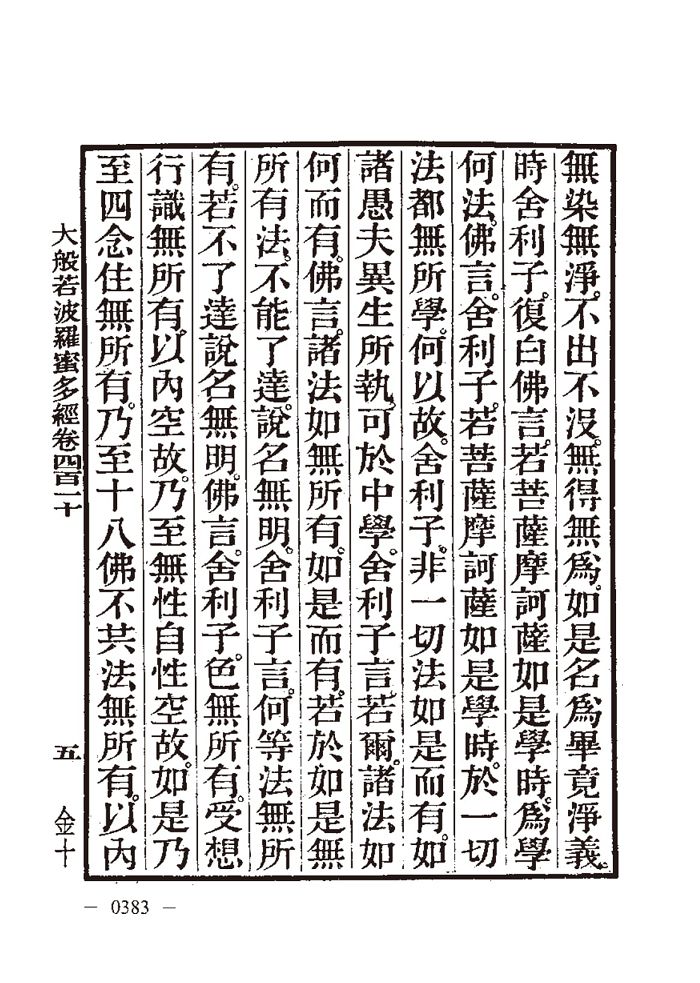 無染無淨。不出不沒。無得無爲。如是名爲畢竟淨義。
時舍利子。復白佛言。若菩薩摩訶薩如是學時。爲學
何法。佛言。舍利子。若菩薩摩訶薩如是學時。於一切
法都無所學。何以故。舍利子。非一切法如是而有。如
諸愚夫異生所執。可於中學。舍利子言。若爾。諸法如
何而有。佛言。諸法如無所有。如是而有。若於如是無
所有法。不能了達。說名無明。舍利子言。何等法無所
有。若不了達說名無明。佛言。舍利子。色無所有。受想
行識無所有。以內空故。乃至無性自性空故。如是乃
至四念住無所有。乃至十八佛不共法無所有。以內
大般若波羅蜜多經卷四百一十 五 金十
— 0383 —